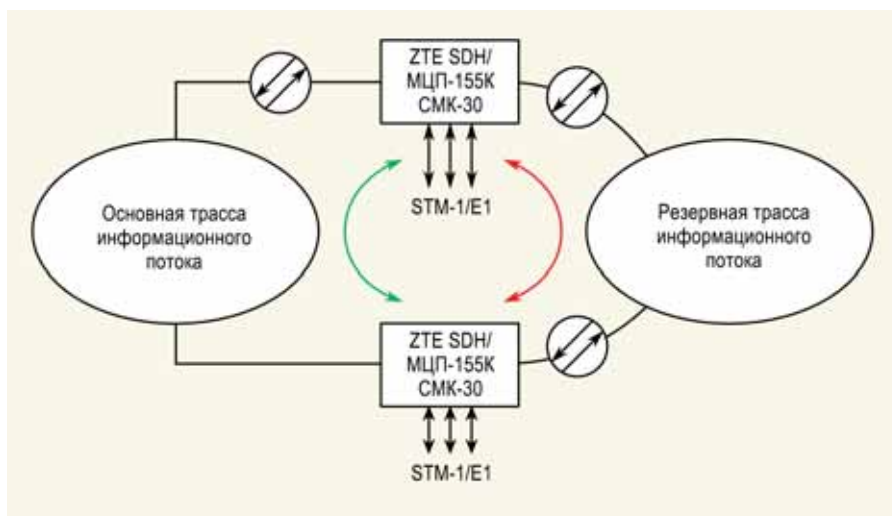 ZTE SDH/
МЦП-155К
СМК-30
STM-1/E1
Основная трасса
информационного
потока
Резервная трасса
информационного
потока
ZTE SDH/
МЦП-155К
СМК-30
STM-1/E1